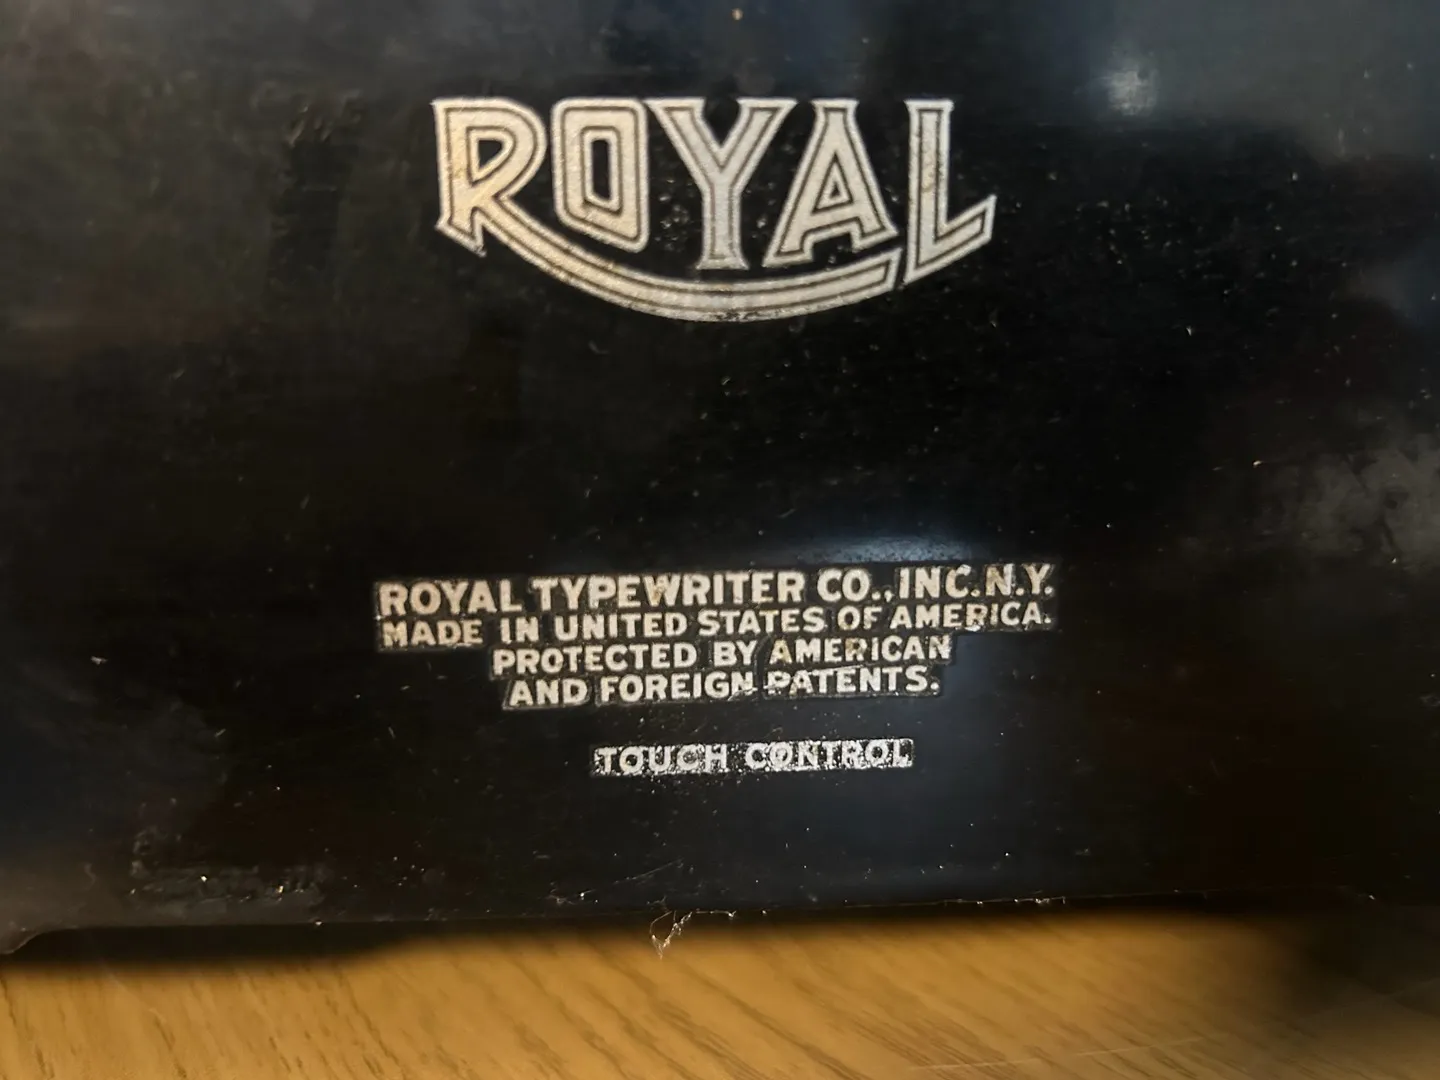 ROYAL
ROYAL TYPEWRITER CO., INC. N.Y.
MADE IN UNITED STATES OF AMERICA.
PROTECTED BY AMERICAN
AND FOREIGN PATENTS.
TOUCH CONTROL